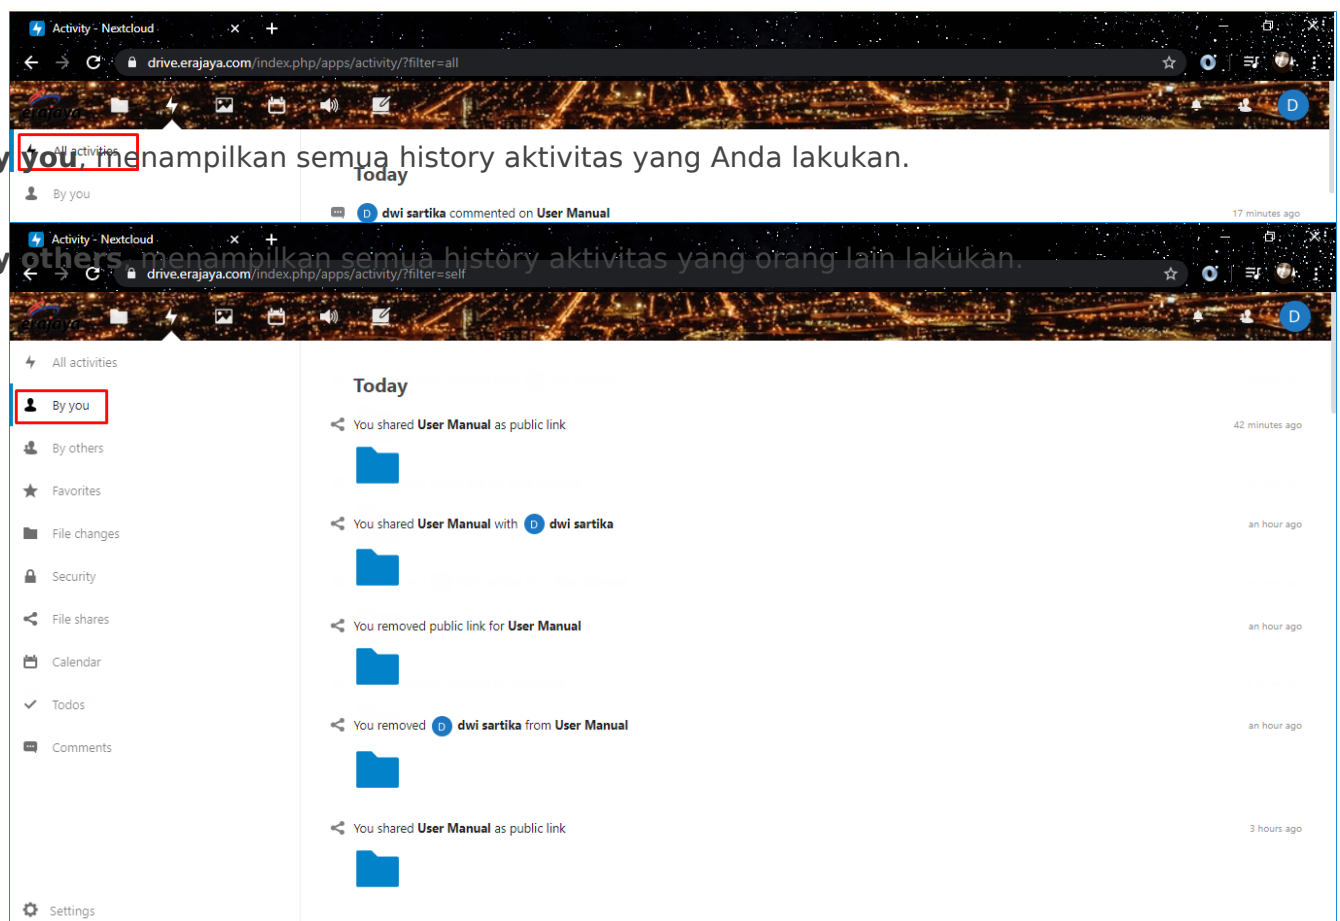 Activity - Nextcloud
drive.erajaya.com/index.php/apps/activity/?filter=all
erajaya
D
All activities
y you, menampilkan semua history aktivitas yang Anda lakukan.
Today
By you
D dwi sartika commented on User Manual 17 minutes ago
Activity - Nextcloud
y others, menampilkan semua history aktivitas yang orang lain lakukan.
drive.erajaya.com/index.php/apps/activity/?filter=self
erajaya
D
All activities
Today
By you
You shared User Manual as public link 42 minutes ago
By others
Favorites
You shared User Manual with D dwi sartika an hour ago
File changes
Security
File shares
You removed public link for User Manual an hour ago
Calendar
Todos
You removed D dwi sartika from User Manual an hour ago
Comments
You shared User Manual as public link 3 hours ago
Settings